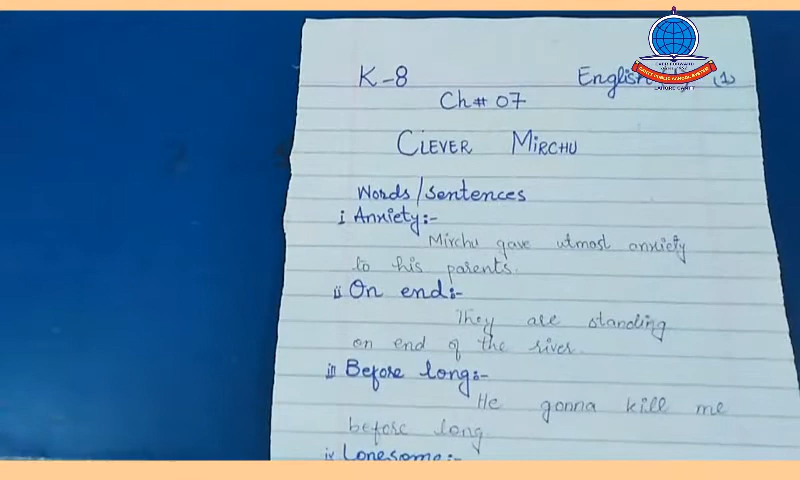 K-8 English (1)
Ch# 07
CLEVER MIRCHU
Words/Sentences
i Anxiety:-
Mirchu gave utmost anxiety
to his parents.
ii On end:-
They are standing
on end of the river.
iii Before long:-
He gonna kill me
before long.
iv Lonesome:-